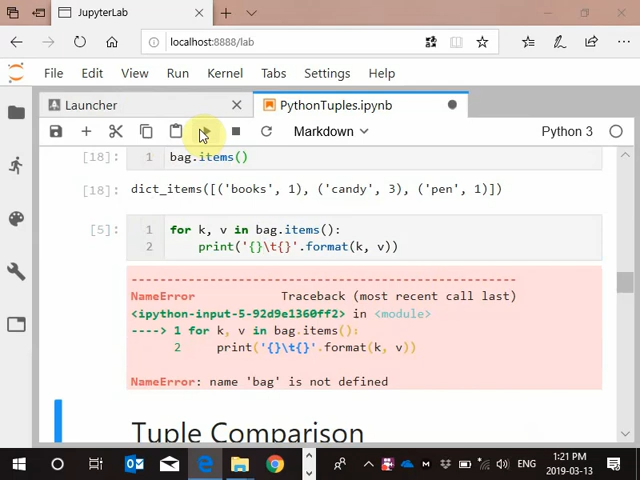 JupyterLab
localhost:8888/lab
File Edit View Run Kernel Tabs Settings Help
Launcher
PythonTuples.ipynb
Markdown
Python 3
[18]: 1 bag.items()
[18]: dict_items([('books', 1), ('candy', 3), ('pen', 1)])
[5]: 1 for k, v in bag.items():
2 print('{}\t{}'.format(k, v))
---------------------------------------------------------------------------
NameError Traceback (most recent call last)
<ipython-input-5-92d9e1360ff2> in <module>
----> 1 for k, v in bag.items():
2 print('{}\t{}'.format(k, v))
NameError: name 'bag' is not defined
Tuple Comparison
ENG
1:21 PM
2019-03-13